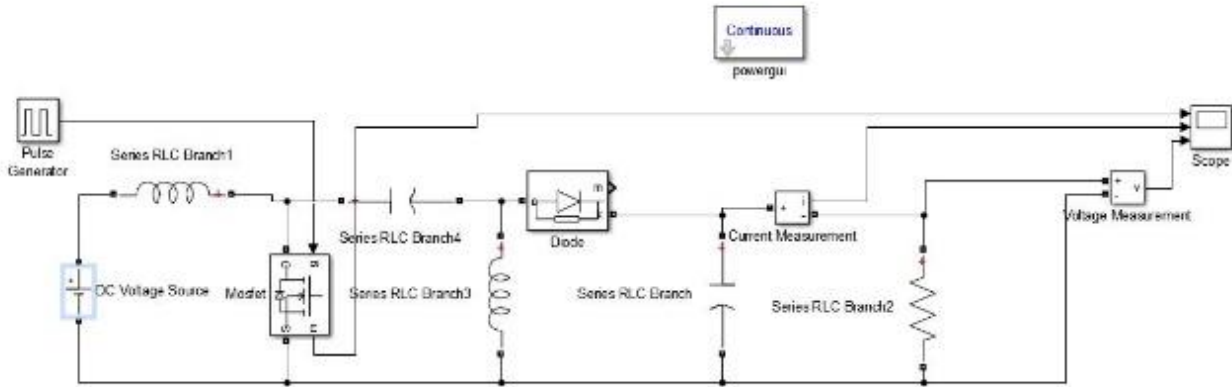 Continuous
powergui
Pulse
Generator
Series RLC Branch1
Scope
Voltage Measurement
Series RLC Branch4
Diode
Current Measurement
DC Voltage Source
Mosfet
Series RLC Branch3
Series RLC Branch
Series RLC Branch2
m
i
v
+
-
+
-